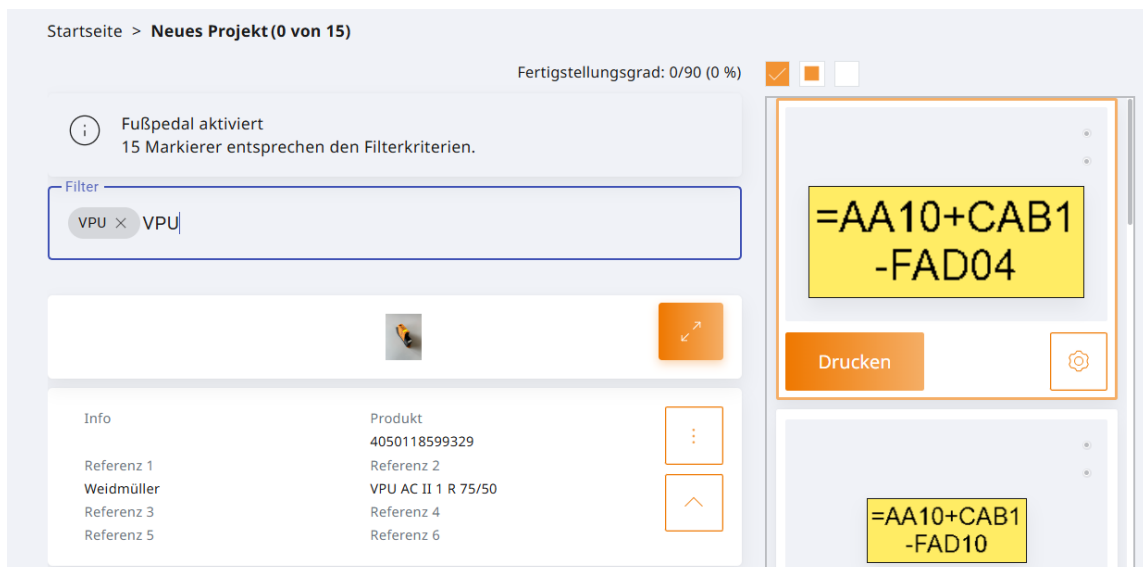 Startseite > Neues Projekt (0 von 15)
Fertigstellungsgrad: 0/90 (0 %)
Fußpedal aktiviert
15 Markierer entsprechen den Filterkriterien.
Filter
VPU × VPU
Info
Produkt
4050118599329
Referenz 1
Referenz 2
Weidmüller
VPU AC II 1 R 75/50
Referenz 3
Referenz 4
Referenz 5
Referenz 6
=AA10+CAB1
-FAD04
Drucken
=AA10+CAB1
-FAD10